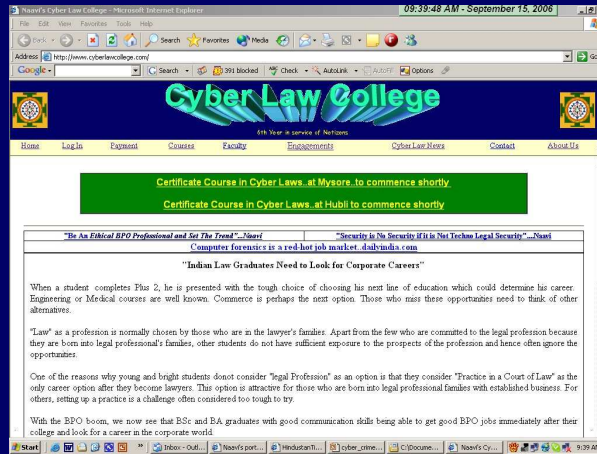 Naavi's Cyber Law College - Microsoft Internet Explorer
09:39:48 AM - September 15, 2006
File Edit View Favorites Tools Help
Back Search Favorites Media
Address http://www.cyberlawcollege.com/ Go
Google Search 391 blocked Check AutoLink AutoFill Options
Cyber Law College
6th Year in service of Netizens
Home Log In Payment Courses Faculty Engagements Cyber Law News Contact About Us
Certificate Course in Cyber Laws..at Mysore..to commence shortly
Certificate Course in Cyber Laws..at Hubli to commence shortly
"Be An Ethical BPO Professional and Set The Trend"...Naavi "Security is No Security if it is Not Techno Legal Security"...Naavi
Computer forensics is a red-hot job market..dailyindia.com
"Indian Law Graduates Need to Look for Corporate Careers"
When a student completes Plus 2, he is presented with the tough choice of choosing his next line of education which could determine his career.
Engineering or Medical courses are well known. Commerce is perhaps the next option. Those who miss these opportunities need to think of other
alternatives.
"Law" as a profession is normally chosen by those who are in the lawyer's families. Apart from the few who are committed to the legal profession because
they are born into legal professional's families, other students do not have sufficient exposure to the prospects of the profession and hence often ignore the
opportunities.
One of the reasons why young and bright students donot consider "legal Profession" as an option is that they consider "Practice in a Court of Law" as the
only career option after they become lawyers. This option is attractive for those who are born into legal professional families with established business. For
others, setting up a practice is a challenge often considered too tough to try.
With the BPO boom, we now see that BSc and BA graduates with good communication skills being able to get good BPO jobs immediately after their
college and look for a career in the corporate world
Start Inbox - Outl... Naavi's port... HindustanTi... cyber_crime... C:\Docume... Naavi's Cy... 9:39 AM